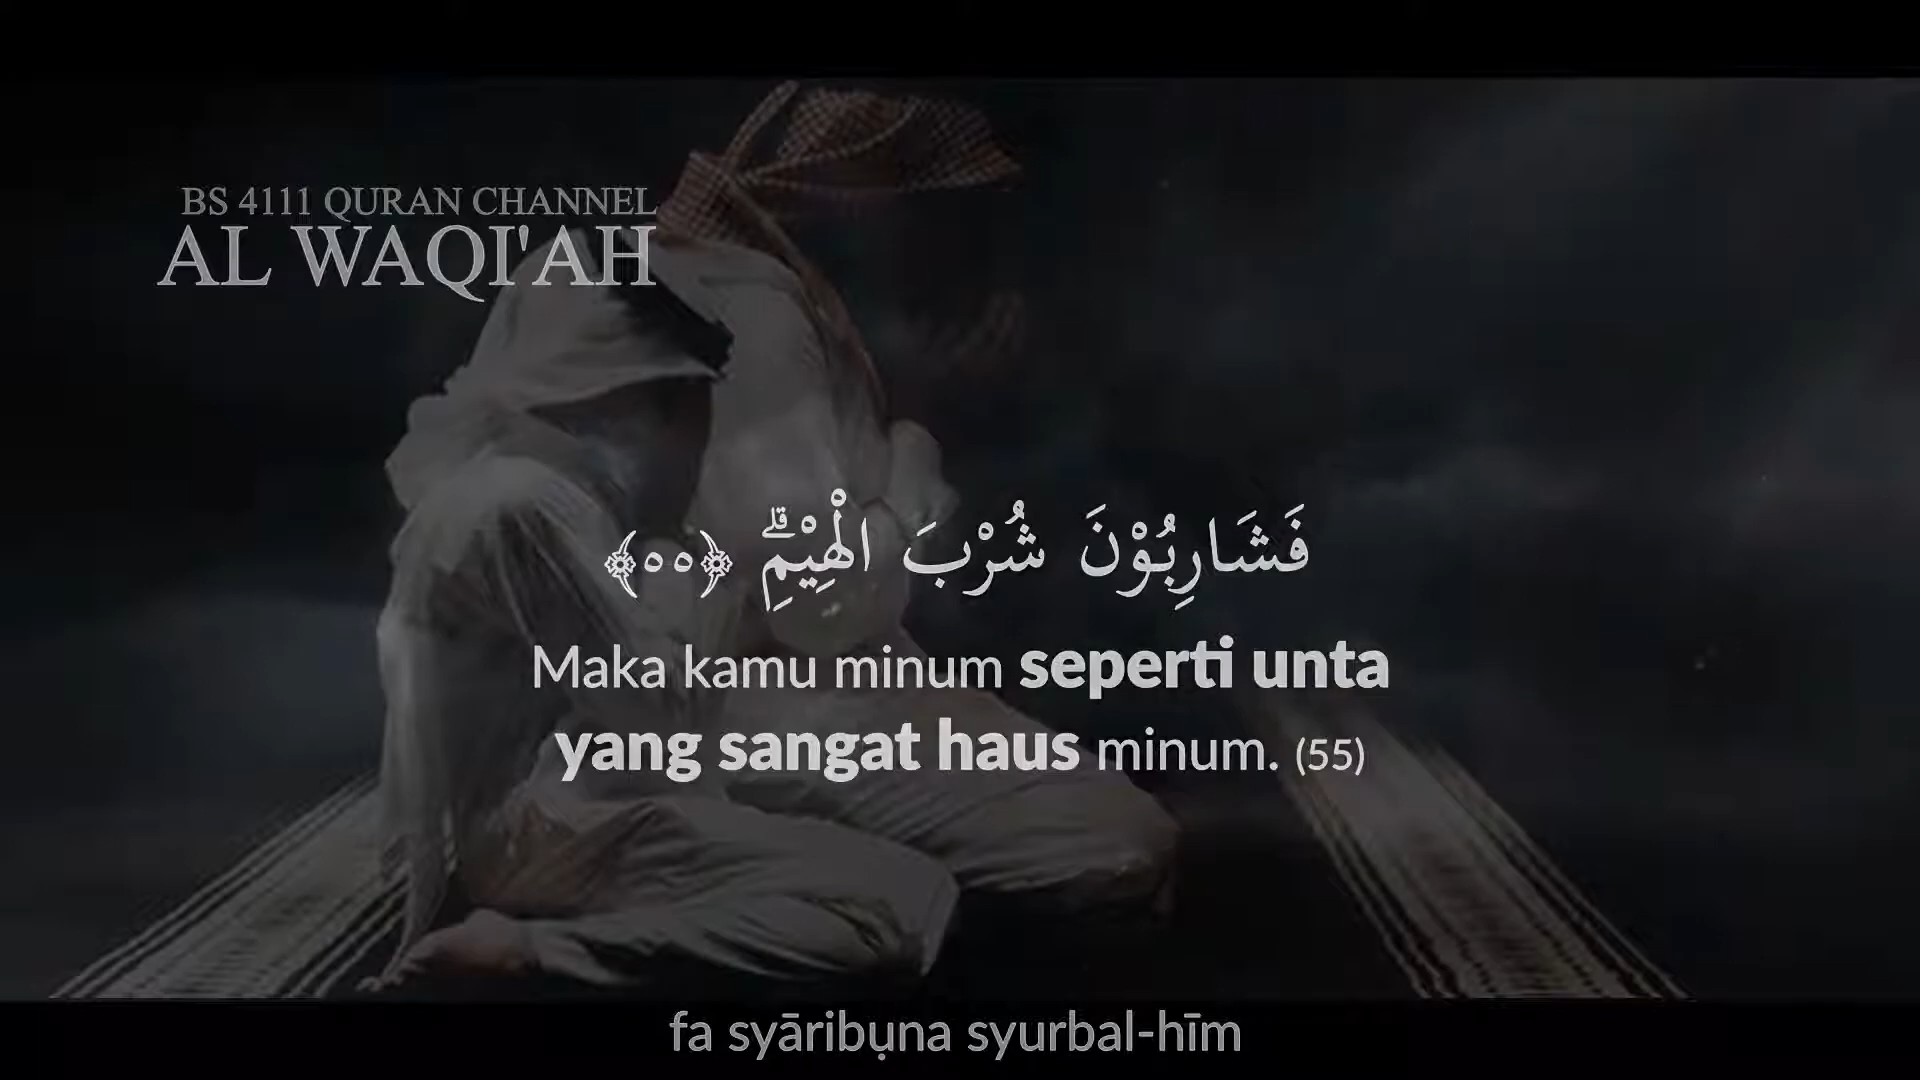 BS 4111 QURAN CHANNEL
AL WAQI'AH
فَشَارِبُوْنَ شُرْبَ الْهِيْمِۗ ﴿٥٥﴾
Maka kamu minum seperti unta
yang sangat haus minum. (55)
fa syāribụna syurbal-hīm